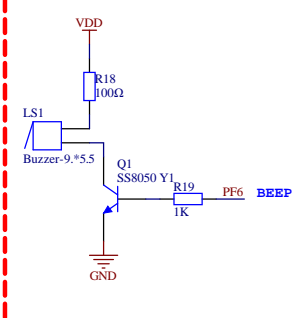 VDD
R18
100Ω
LS1
Buzzer-9.*5.5
Q1
SS8050 Y1
R19
1K
PF6
BEEP
GND